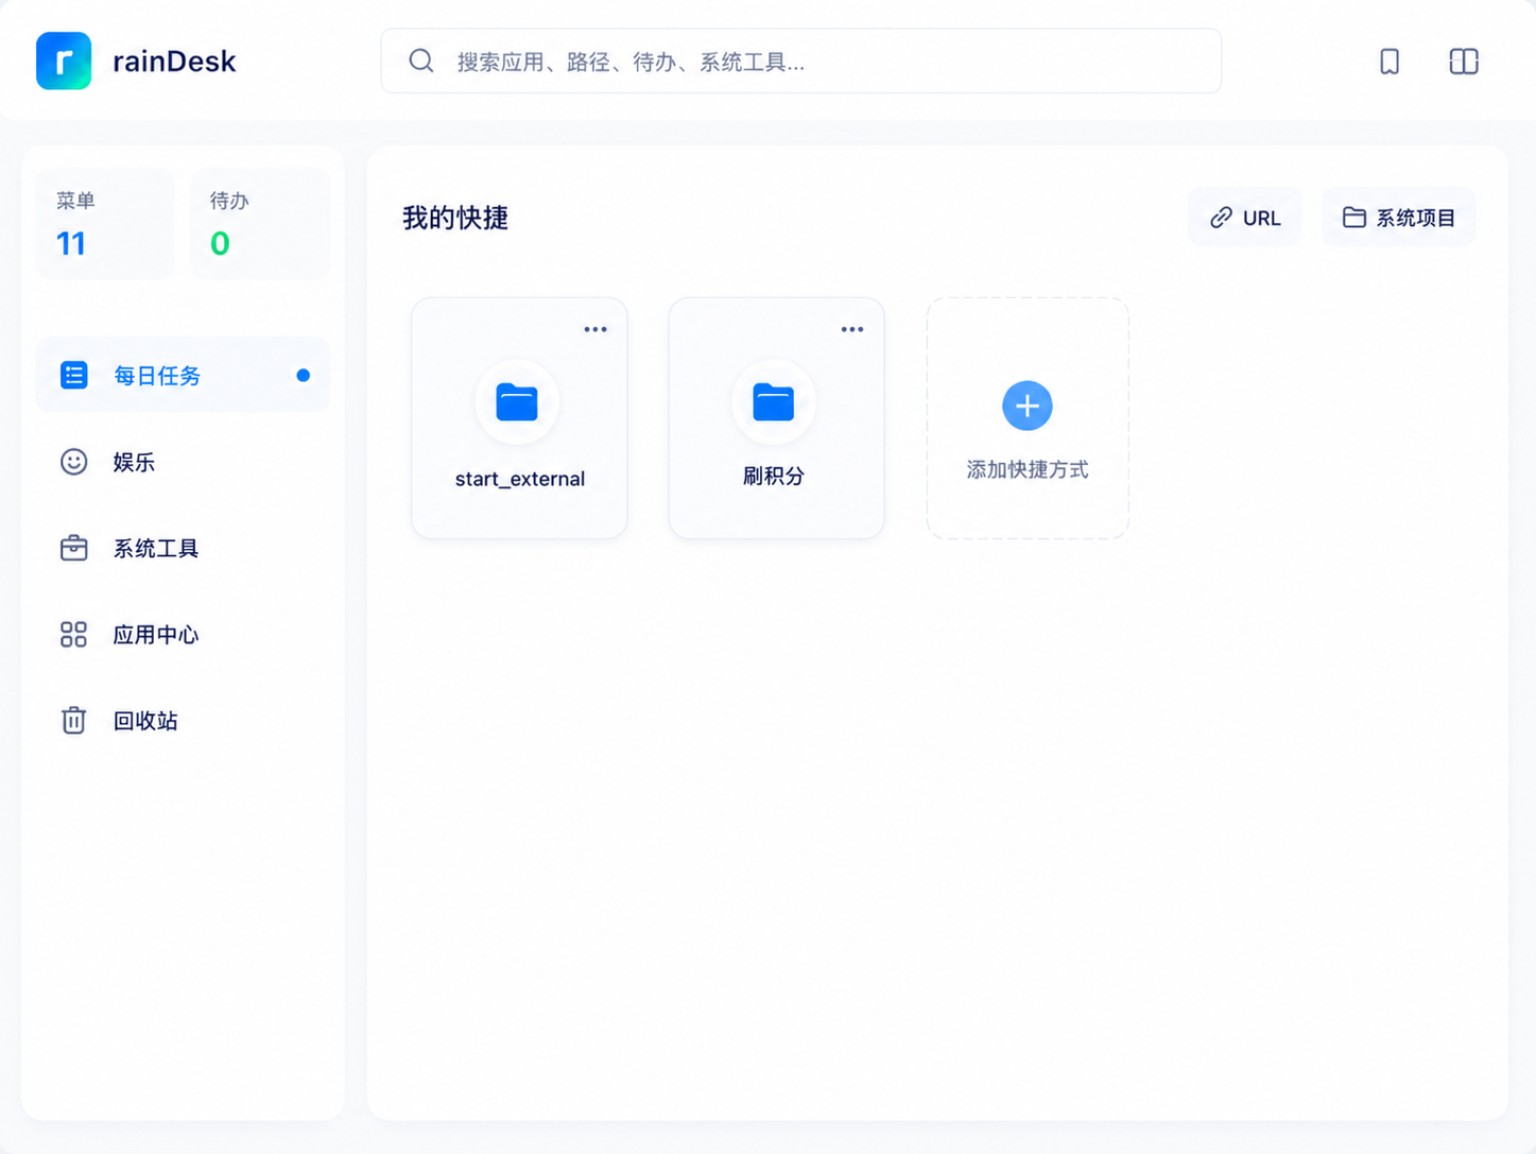 r rainDesk
搜索应用、路径、待办、系统工具...
菜单
11
待办
0
每日任务
娱乐
系统工具
应用中心
回收站
我的快捷
URL
系统项目
start_external
刷积分
添加快捷方式